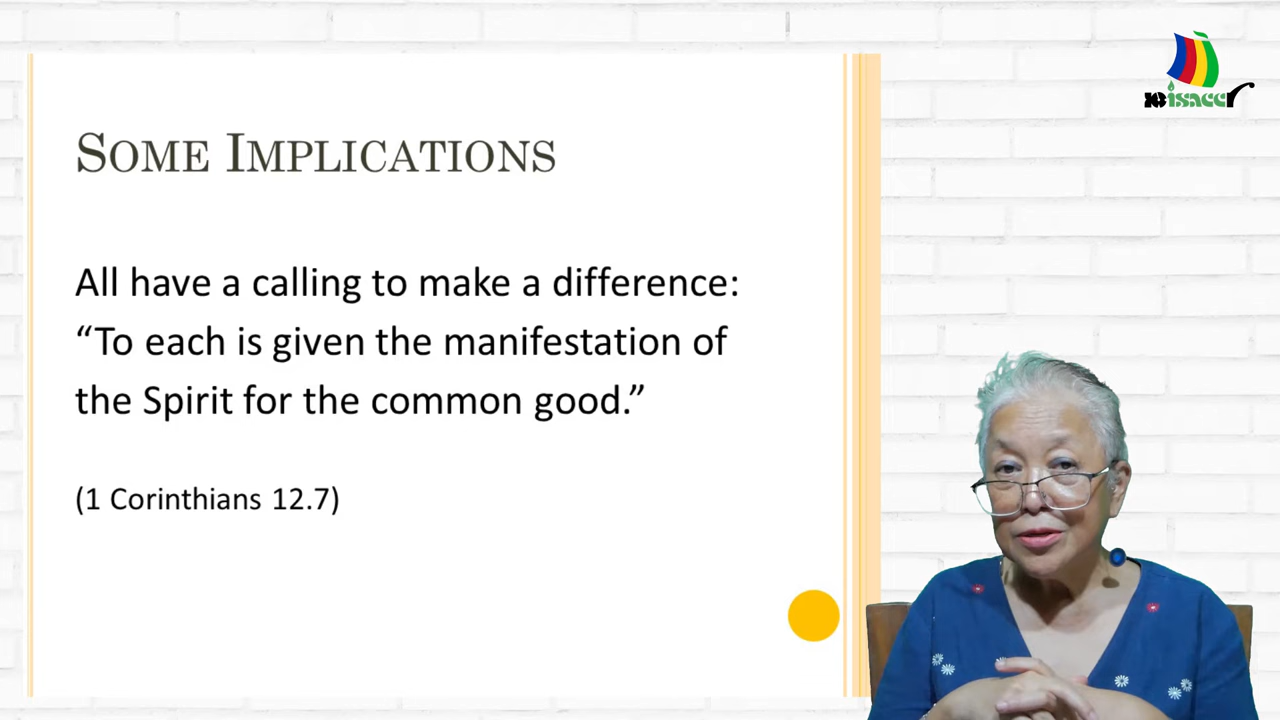 SOME IMPLICATIONS
All have a calling to make a difference:
“To each is given the manifestation of
the Spirit for the common good.”
(1 Corinthians 12.7)
isacc